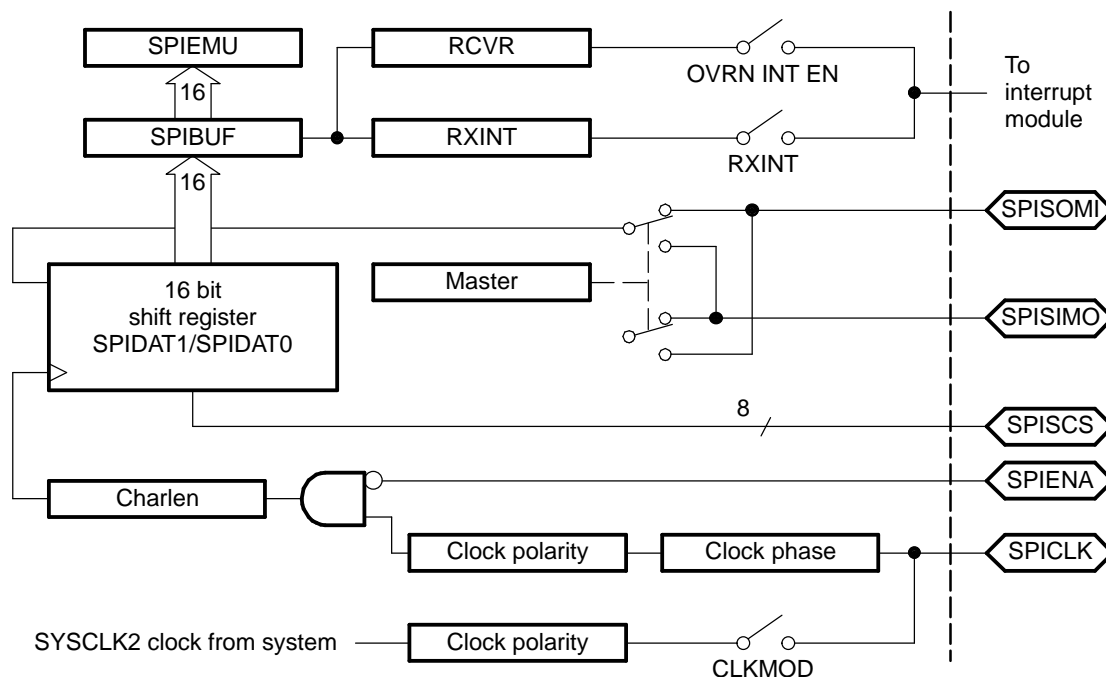 SPIEMU
RCVR
OVRN INT EN
To
interrupt
module
16
SPIBUF
RXINT
RXINT
16
SPISOMI
16 bit
shift register
SPIDAT1/SPIDAT0
Master
SPISIMO
8
SPISCS
SPIENA
Charlen
Clock polarity
Clock phase
SPICLK
SYSCLK2 clock from system
Clock polarity
CLKMOD